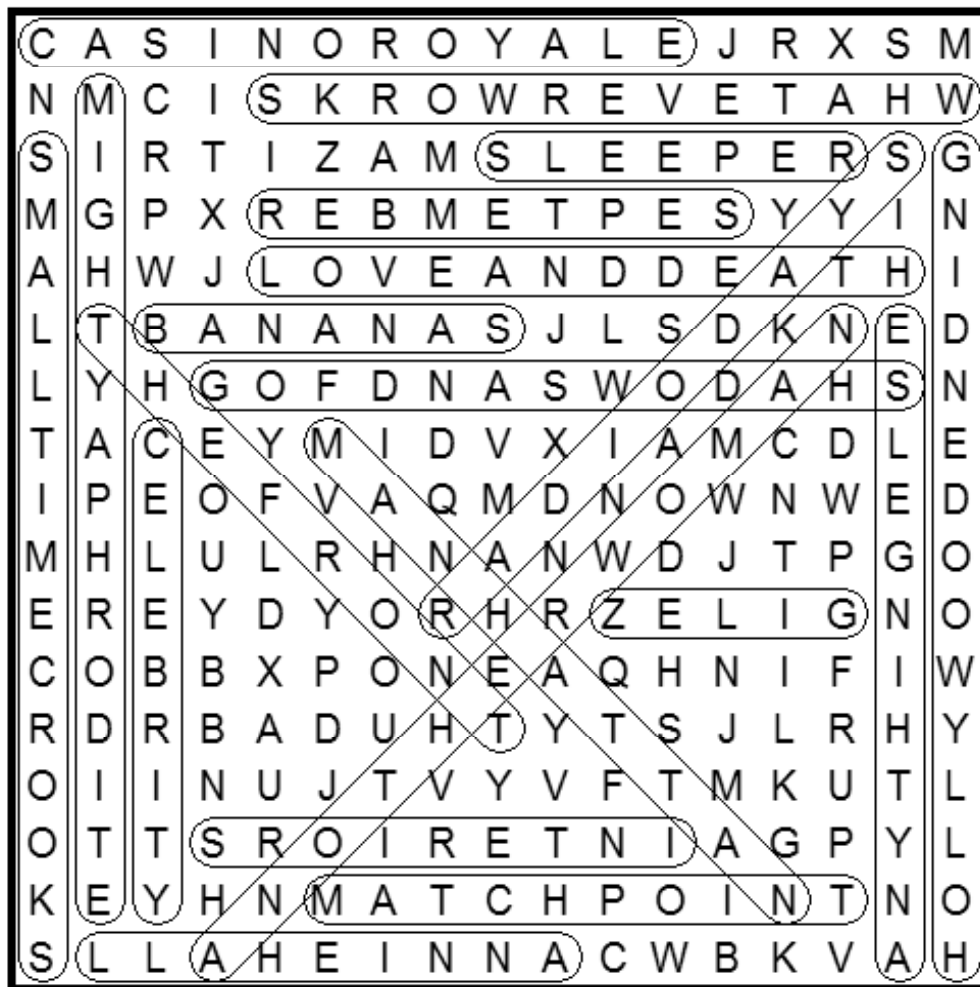 C A S I N O R O Y A L E J R X S M
N M C I S K R O W R E V E T A H W
S I R T I Z A M S L E E P E R S G
M G P X R E B M E T P E S Y Y I N
A H W J L O V E A N D D E A T H I
L T B A N A N A S J L S D K N E D
L Y H G O F D N A S W O D A H S N
T A C E Y M I D V X I A M C D L E
I P E O F V A Q M D N O W N W E D
M H L U L R H N A N W D J T P G O
E R E Y D Y O R H R Z E L I G N O
C O B B X P O N E A Q H N I F I W
R D R B A D U H T Y T S J L R H Y
O I I N U J T V Y V F T M K U T L
O T T S R O I R E T N I A G P Y L
K E Y H N M A T C H P O I N T N O
S L L A H E I N N A C W B K V A H